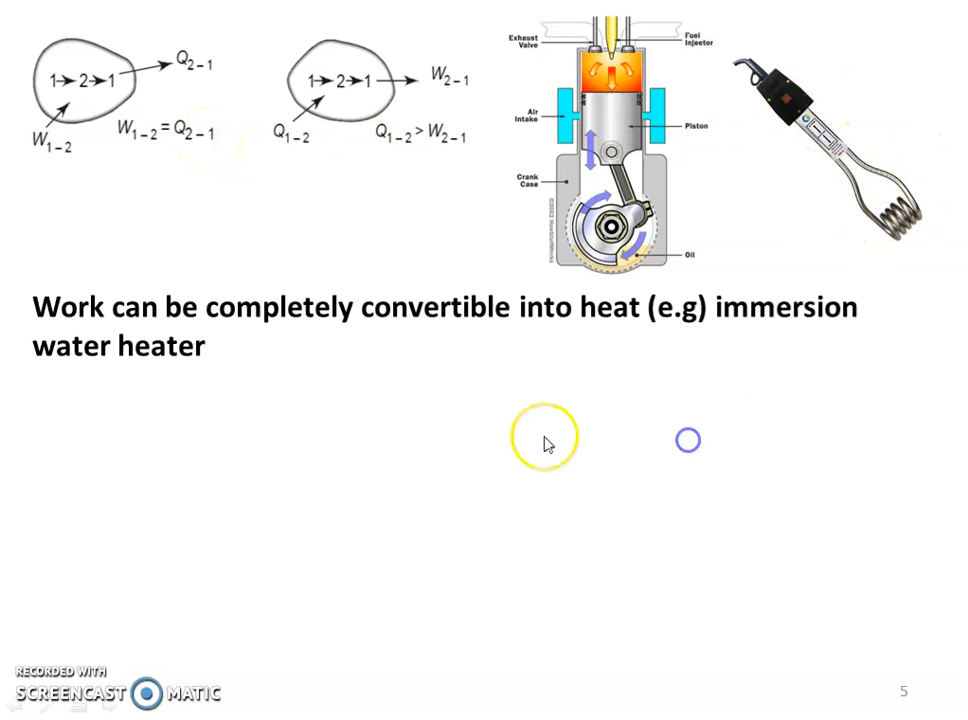 1→2→1
Q2–1
W1–2
W1–2 = Q2–1
1→2→1
W2–1
Q1–2
Q1–2 > W2–1
Exhaust
Valve
Fuel
Injector
Air
Intake
Piston
Crank
Case
Oil
Work can be completely convertible into heat (e.g) immersion
water heater
RECORDED WITH
SCREENCAST MATIC
5